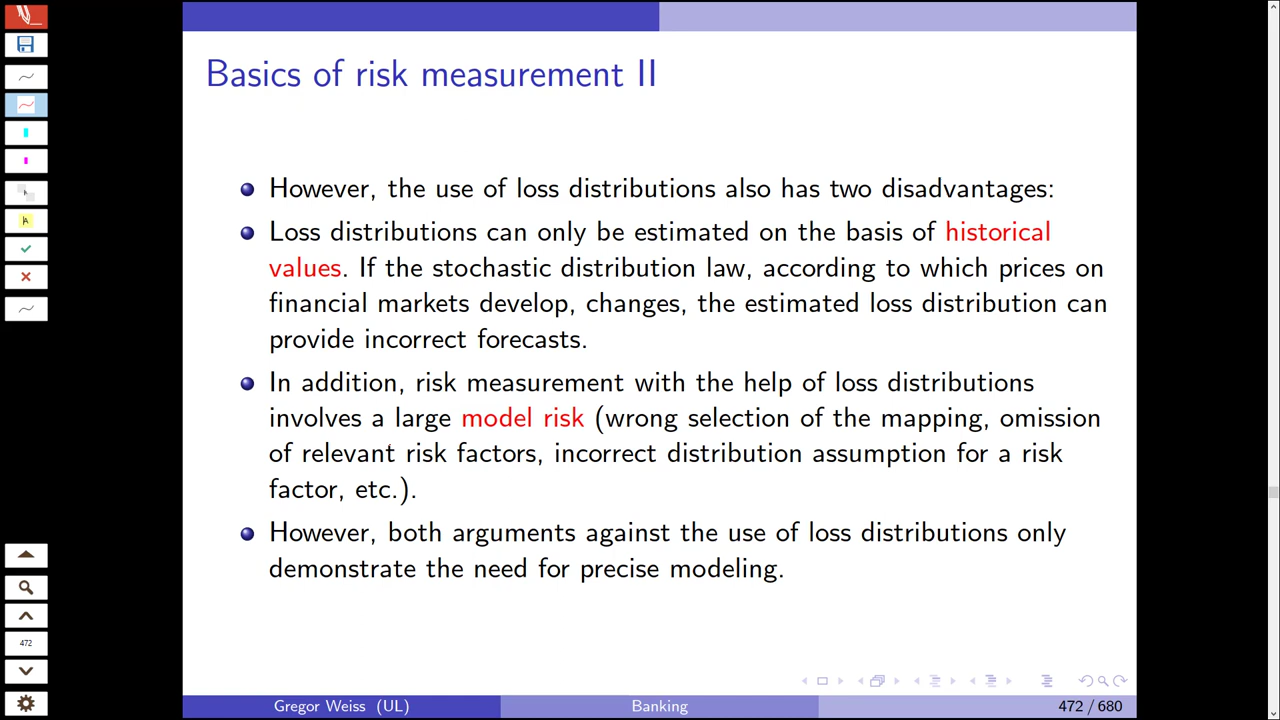 Basics of risk measurement II
However, the use of loss distributions also has two disadvantages:
Loss distributions can only be estimated on the basis of historical
values. If the stochastic distribution law, according to which prices on
financial markets develop, changes, the estimated loss distribution can
provide incorrect forecasts.
In addition, risk measurement with the help of loss distributions
involves a large model risk (wrong selection of the mapping, omission
of relevant risk factors, incorrect distribution assumption for a risk
factor, etc.).
However, both arguments against the use of loss distributions only
demonstrate the need for precise modeling.
472
Gregor Weiss (UL) Banking 472 / 680